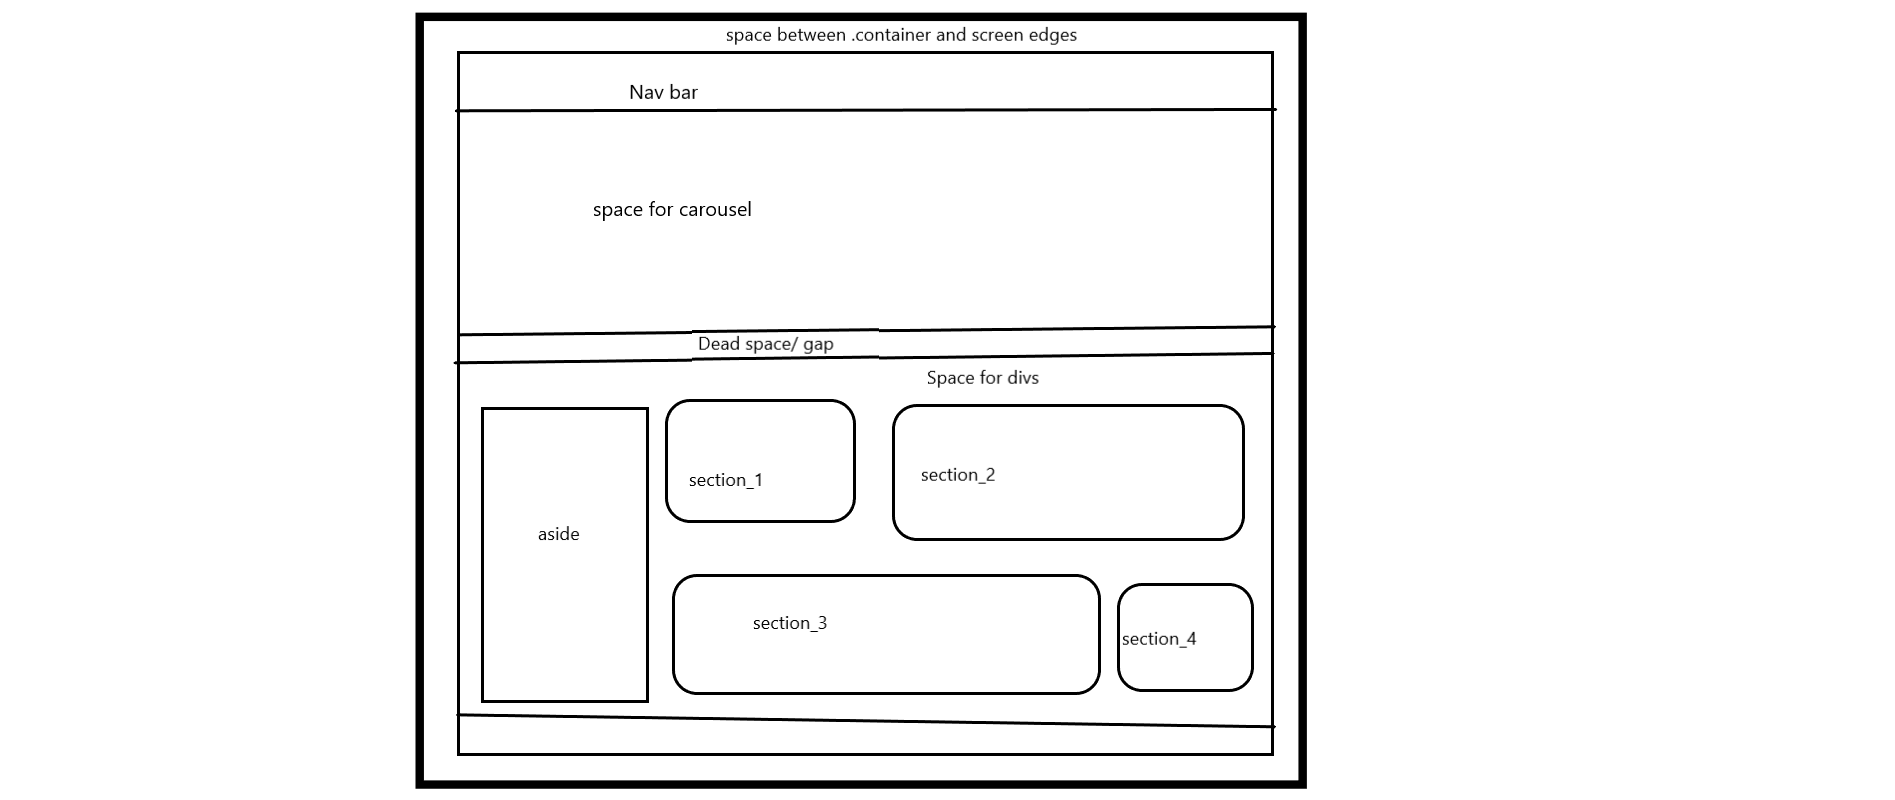 space between .container and screen edges
Nav bar
space for carousel
Dead space/ gap
Space for divs
aside
section_1
section_2
section_3
section_4